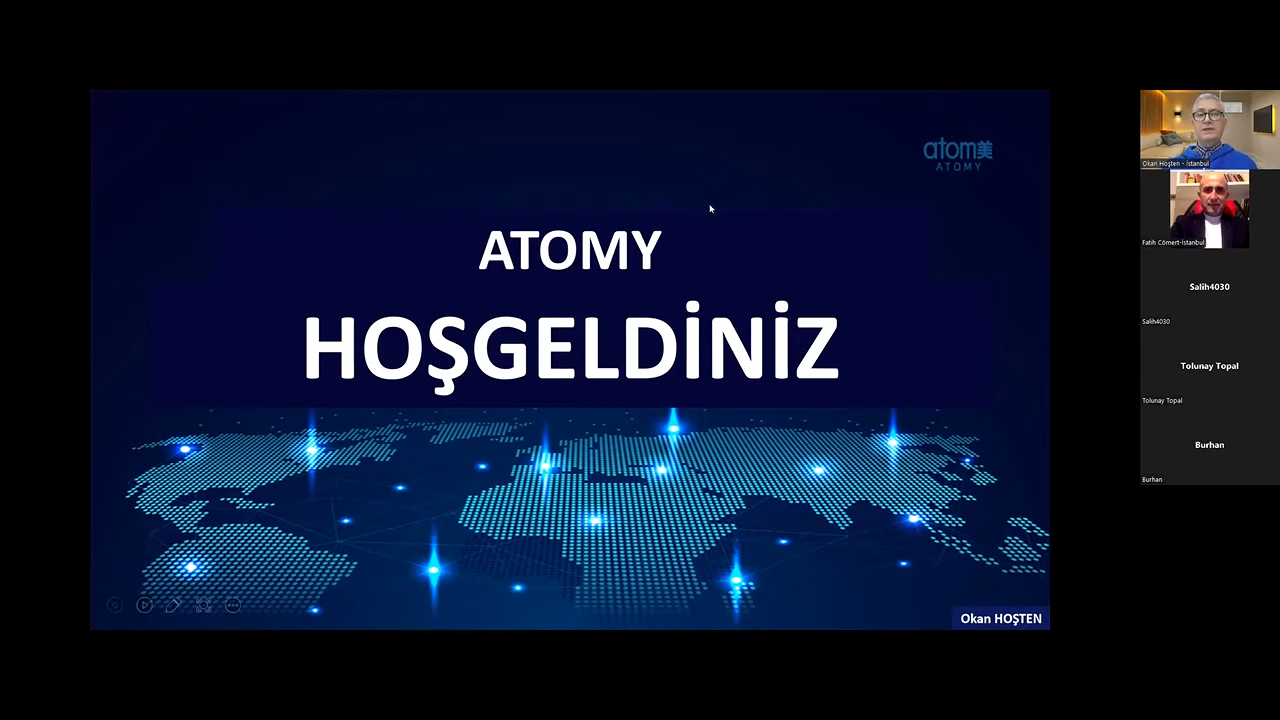 atom美
ATOMY
ATOMY
HOŞGELDİNİZ
Okan HOŞTEN
Okan Hoşten - İstanbul
Fatih Cömert-İstanbul
Salih4030
Salih4030
Tolunay Topal
Tolunay Topal
Burhan
Burhan